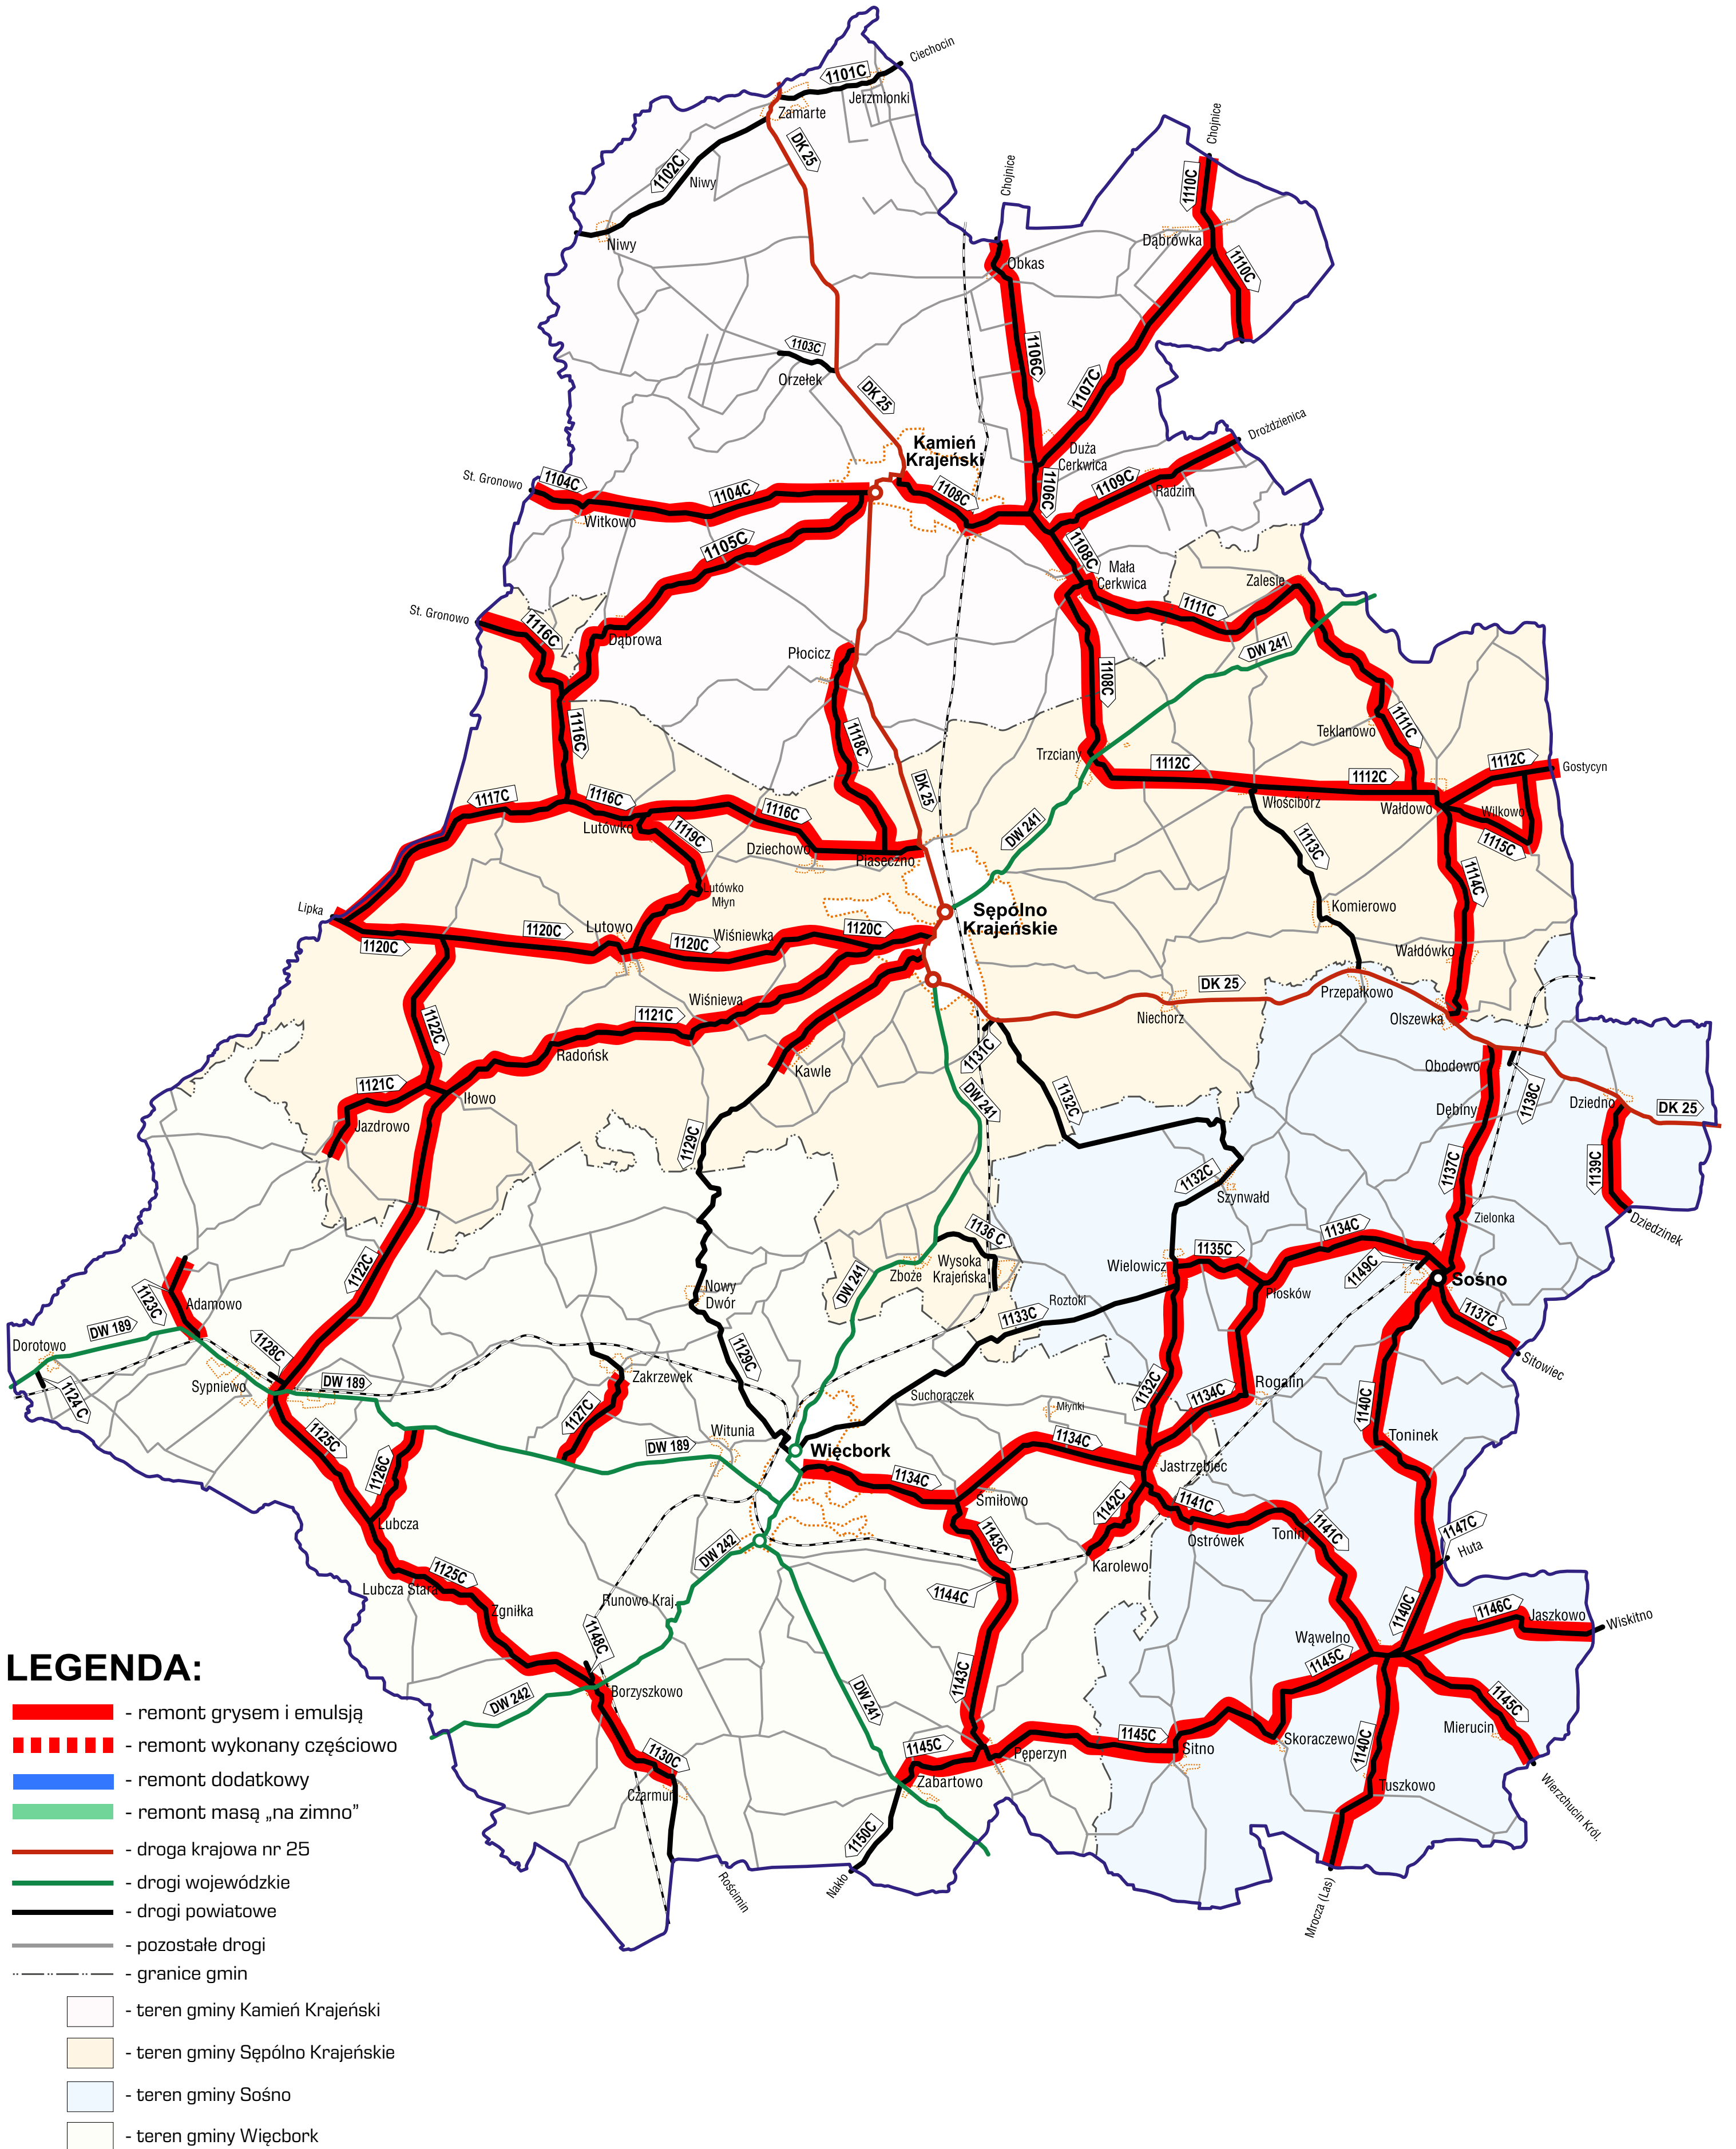 Ciechocin
1101C
Jerzmionki
Zamarte
DK 25
Chojnice
1102C
Niwy
Chojnice
1110C
Niwy
Dąbrówka
Obkas
1110C
1103C
1106C
Orzełek
DK 25
1107C
Drożdzienica
Kamień
Krajeński
Duża
Cerkwica
St. Gronowo
1104C
1104C
1108C
1106C
1109C
Radzim
Witkowo
1105C
1108C
Mała
Cerkwica
Zalesie
St. Gronowo
1116C
1111C
Dąbrowa
DW 241
Płocicz
1108C
1116C
1118C
1111C
Teklanowo
Trzciany
1112C
1112C
1112C
Gostycyn
DK 25
1117C
1116C
1116C
Włościbórz
Wałdowo
Wilkowo
Lutówko
1119C
DW 241
1113C
1115C
Dziechowo
Piaseczno
1114C
Lutówko
Młyn
Lipka
Sępólno
Krajeńskie
Komierowo
1120C
1120C
Lutowo
1120C
Wiśniewka
1120C
Wałdówko
DK 25
Przepałkowo
Wiśniewa
1122C
1121C
Niechorz
Olszewka
Radońsk
1131C
Kawle
Obodowo
1121C
Iłowo
DW 241
1132C
Dęblny
1138C
Dziedno
DK 25
Jazdrowo
1129C
1137C
1139C
1132C
Szynwałd
Zielonka
Dziedzinek
1136 C
1134C
1122C
Wysoka
Krajeńska
Zboże
Wielowicz
1135C
1149C
Sośno
1123C
Adamowo
Nowy
Dwór
DW 241
Roztoki
1133C
Płosków
1137C
DW 189
Dorotowo
1128C
1129C
Sitowiec
1124 C
Sypniewo
DW 189
Zakrzewek
Suchorączek
1132C
1134C
Rogalin
1140C
1127C
Młynki
1125C
Witunia
DW 189
Więcbork
1134C
Toninek
1126C
1134C
Jastrzębiec
Śmiłowo
1142C
1141C
Lubcza
1143C
Ostrówek
Tonin
1141C
1147C
Huta
DW 242
Karolewo
1125C
Lubcza Stara
1144C
Runowo Kraj.
Zgniłka
1140C
1146C
Jaszkowo
Wiskitno
1148C
Wąwelno
1145C
1143C
Borzyszkowo
DW 242
DW 241
1145C
Mierucin
1130C
1145C
1145C
Sitno
Skoraczewo
1140C
Pęperzyn
Czarmuń
Zabartowo
Tuszkowo
Wierzchucin Król.
1150C
Nakło
Rościmin
Mrocza (Las)
LEGENDA:
- remont grysem i emulsją
- remont wykonany częściowo
- remont dodatkowy
- remont masą „na zimno”
- droga krajowa nr 25
- drogi wojewódzkie
- drogi powiatowe
- pozostałe drogi
- granice gmin
- teren gminy Kamień Krajeński
- teren gminy Sępólno Krajeńskie
- teren gminy Sośno
- teren gminy Więcbork